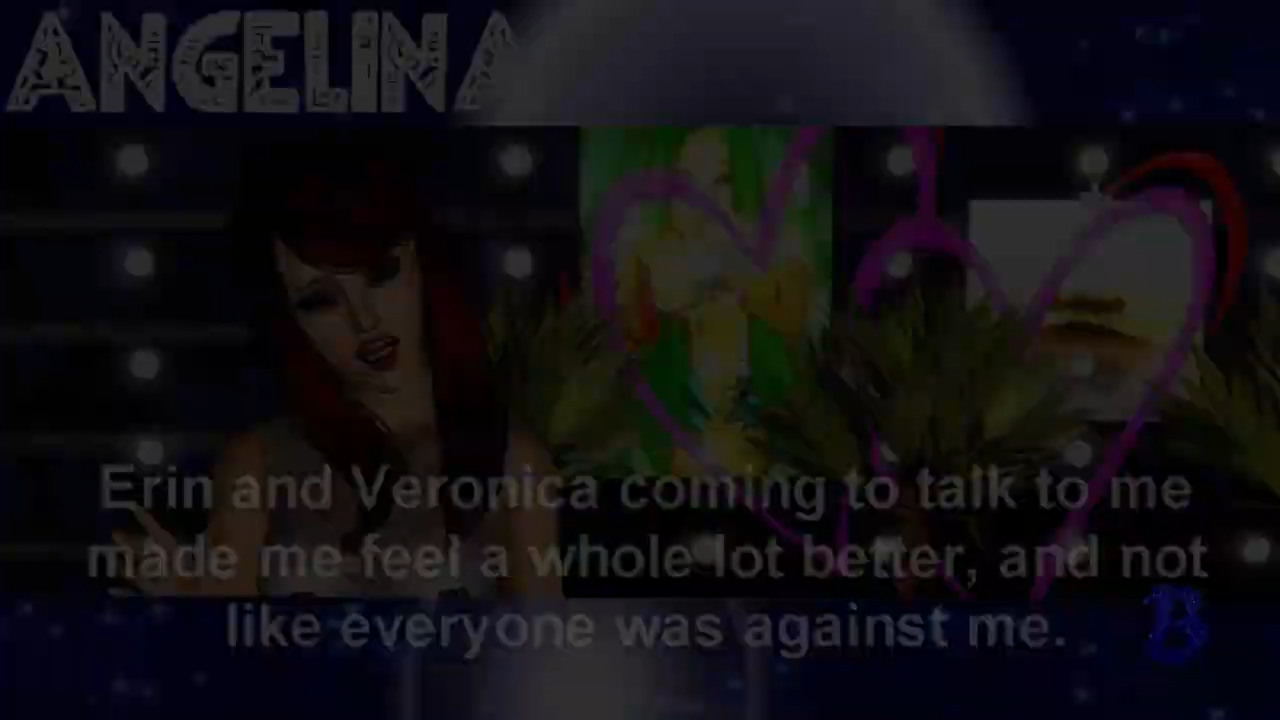 ANGELINA
Erin and Veronica coming to talk to me
made me feel a whole lot better, and not
like everyone was against me.
B